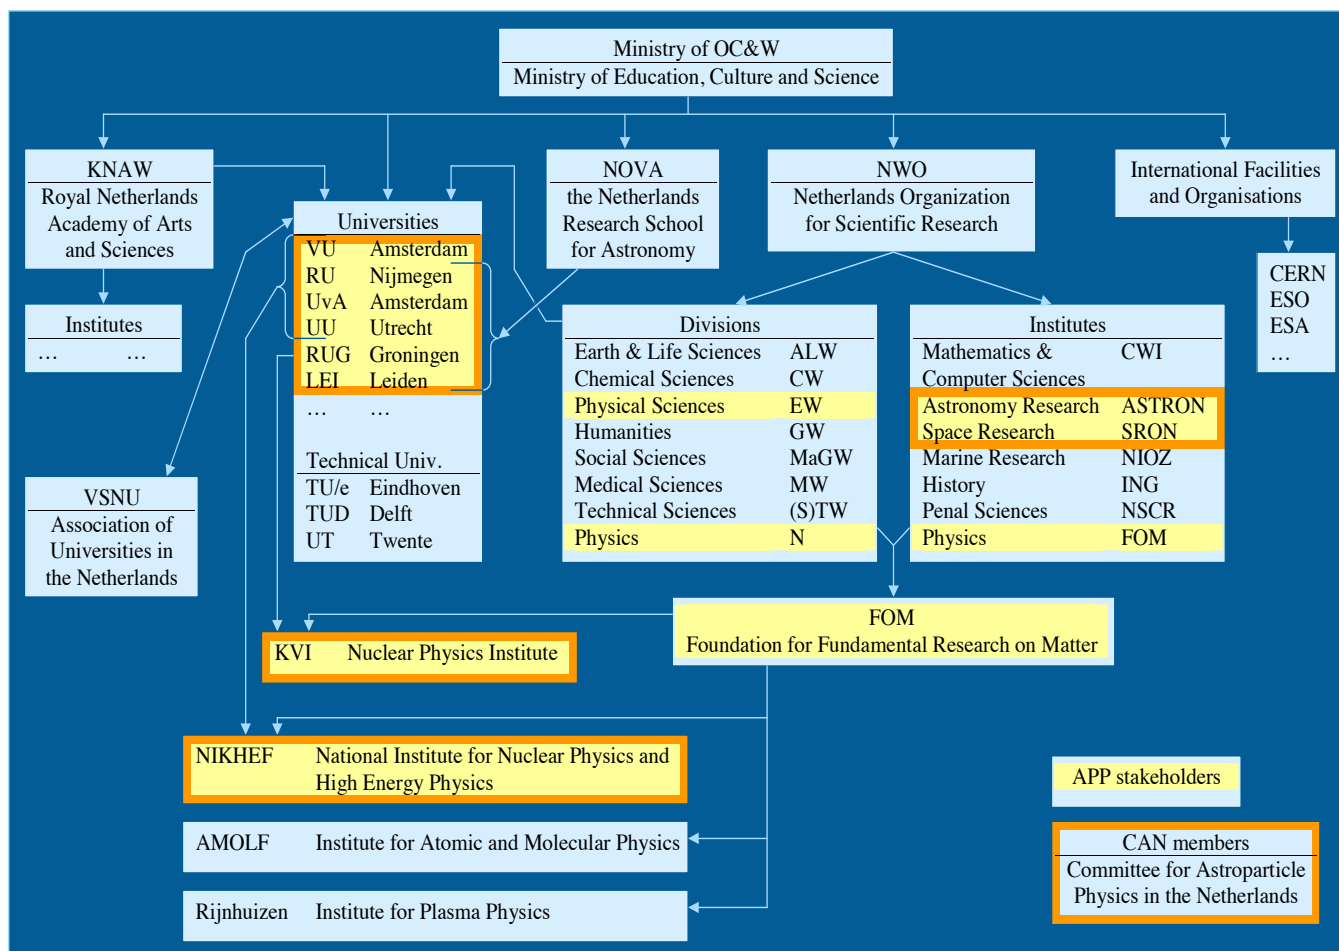 Ministry of OC&W
Ministry of Education, Culture and Science
KNAW
Royal Netherlands
Academy of Arts
and Sciences
Institutes
… …
VSNU
Association of
Universities in
the Netherlands
Universities
VU Amsterdam
RU Nijmegen
UvA Amsterdam
UU Utrecht
RUG Groningen
LEI Leiden
… …
Technical Univ.
TU/e Eindhoven
TUD Delft
UT Twente
NOVA
the Netherlands
Research School
for Astronomy
NWO
Netherlands Organization
for Scientific Research
International Facilities
and Organisations
CERN
ESO
ESA
…
Divisions
Earth & Life Sciences ALW
Chemical Sciences CW
Physical Sciences EW
Humanities GW
Social Sciences MaGW
Medical Sciences MW
Technical Sciences (S)TW
Physics N
Institutes
Mathematics & CWI
Computer Sciences
Astronomy Research ASTRON
Space Research SRON
Marine Research NIOZ
History ING
Penal Sciences NSCR
Physics FOM
FOM
Foundation for Fundamental Research on Matter
KVI Nuclear Physics Institute
NIKHEF National Institute for Nuclear Physics and
High Energy Physics
AMOLF Institute for Atomic and Molecular Physics
Rijnhuizen Institute for Plasma Physics
APP stakeholders
CAN members
Committee for Astroparticle
Physics in the Netherlands